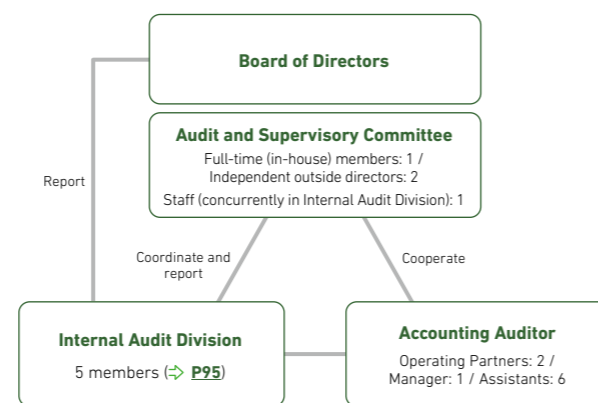 Board of Directors
Audit and Supervisory Committee
Full-time (in-house) members: 1 /
Independent outside directors: 2
Staff (concurrently in Internal Audit Division): 1
Report
Coordinate and
report
Cooperate
Internal Audit Division
5 members (⇨ P95)
Accounting Auditor
Operating Partners: 2 /
Manager: 1 / Assistants: 6